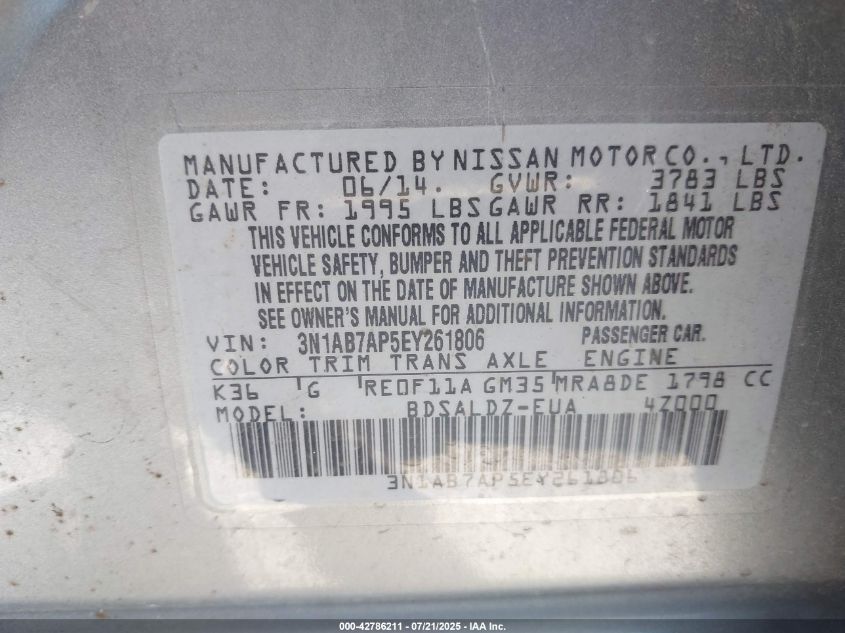 MANUFACTURED BY NISSAN MOTOR CO., LTD.
DATE: 06/14. GVWR: 3783 LBS
GAWR FR: 1995 LBS GAWR RR: 1841 LBS
THIS VEHICLE CONFORMS TO ALL APPLICABLE FEDERAL MOTOR
VEHICLE SAFETY, BUMPER AND THEFT PREVENTION STANDARDS
IN EFFECT ON THE DATE OF MANUFACTURE SHOWN ABOVE.
SEE OWNER'S MANUAL FOR ADDITIONAL INFORMATION.
VIN: 3N1AB7AP5EY261806 PASSENGER CAR.
COLOR TRIM TRANS AXLE ENGINE
K36 G RE0F11A GM35 MRA8DE 1798 CC
MODEL: BDSALDZ-EUA 4Z000
3N1AB7AP5EY261806
000-42786211 - 07/21/2025 - IAA Inc.